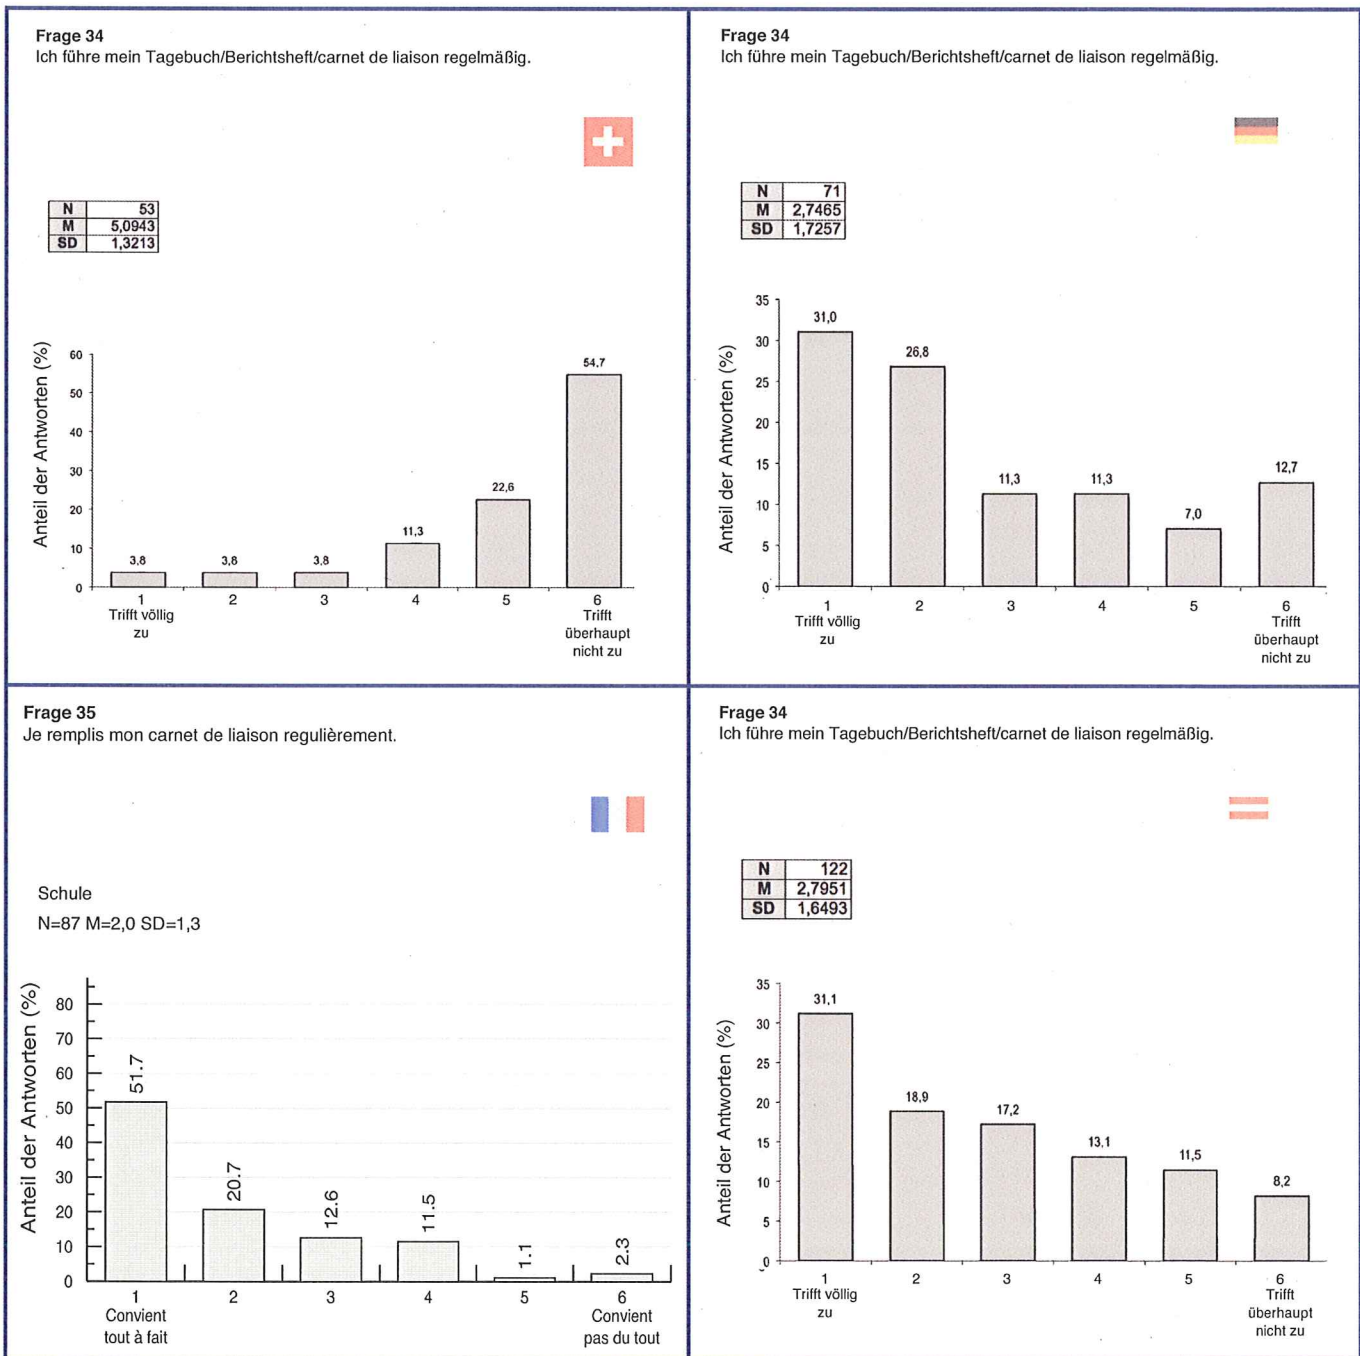 Frage 34
Ich führe mein Tagebuch/Berichtsheft/carnet de liaison regelmäßig.
N 53
M 5,0943
SD 1,3213
Anteil der Antworten (%)
60
50
40
30
20
10
0
3,8
3,8
3,8
11,3
22,6
54,7
1 2 3 4 5 6
Trifft völlig Trifft
zu überhaupt
nicht zu
Frage 34
Ich führe mein Tagebuch/Berichtsheft/carnet de liaison regelmäßig.
N 71
M 2,7465
SD 1,7257
Anteil der Antworten (%)
35
30
25
20
15
10
5
0
31,0
26,8
11,3
11,3
7,0
12,7
1 2 3 4 5 6
Trifft völlig Trifft
zu überhaupt
nicht zu
Frage 35
Je remplis mon carnet de liaison regulièrement.
Schule
N=87 M=2,0 SD=1,3
Anteil der Antworten (%)
80
70
60
50
40
30
20
10
0
51.7
20.7
12.6
11.5
1.1
2.3
1 2 3 4 5 6
Convient Convient
tout à fait pas du tout
Frage 34
Ich führe mein Tagebuch/Berichtsheft/carnet de liaison regelmäßig.
N 122
M 2,7951
SD 1,6493
Anteil der Antworten (%)
35
30
25
20
15
10
5
0
31,1
18,9
17,2
13,1
11,5
8,2
1 2 3 4 5 6
Trifft völlig Trifft
zu überhaupt
nicht zu